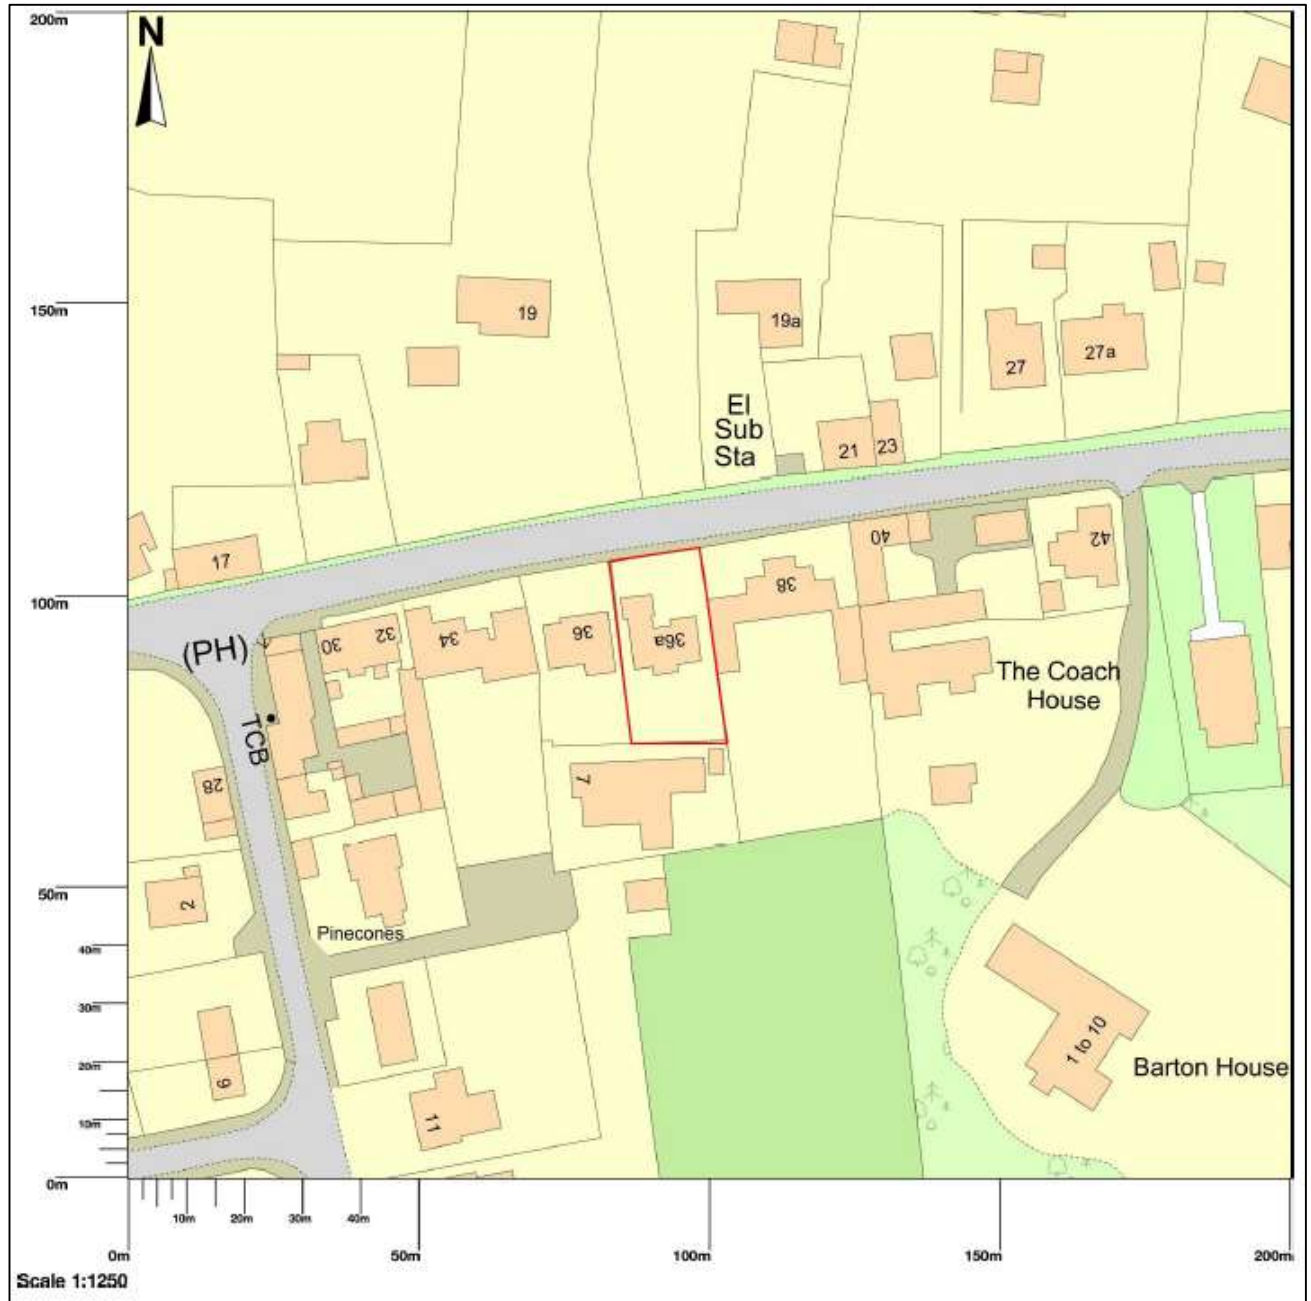 200m
N
19
150m
19a
27
27a
El
Sub
Sta
21
23
17
40
42
100m
38
(PH)
30
32
34
36
36a
The Coach
House
TCB
28
7
50m
2
Pinecones
40m
30m
1 to 10
20m
9
Barton House
11
10m
0m
10m
20m
30m
40m
0m
50m
100m
150m
200m
Scale 1:1250